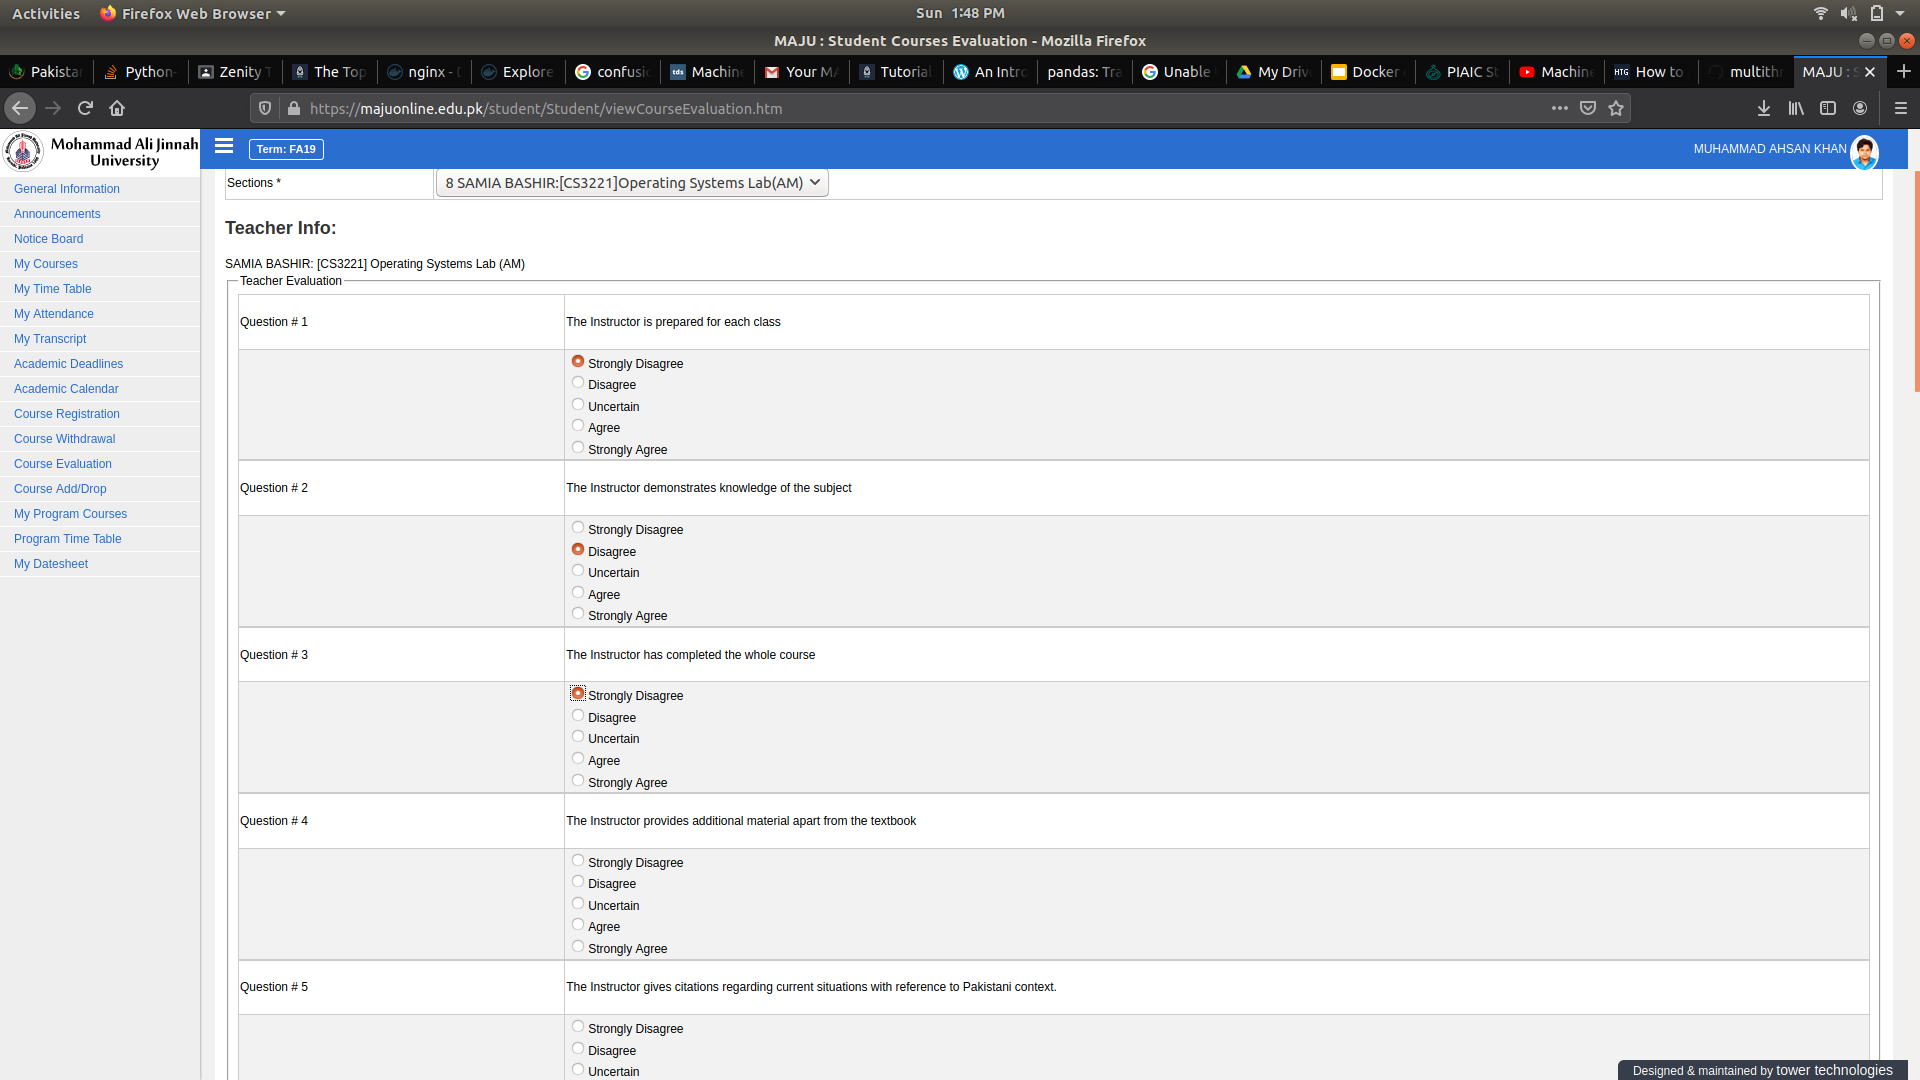 Activities Firefox Web Browser Sun 1:48 PM
MAJU : Student Courses Evaluation - Mozilla Firefox
Pakista Python- Zenity T The Top nginx - D Explore confusio Machine Your MA Tutorial An Intro pandas: Tra Unable My Drive Docker PIAIC St Machine How to multithr MAJU : S
https://majuonline.edu.pk/student/Student/viewCourseEvaluation.htm
Mohammad Ali Jinnah
University
Term: FA19
MUHAMMAD AHSAN KHAN
General Information
Announcements
Notice Board
My Courses
My Time Table
My Attendance
My Transcript
Academic Deadlines
Academic Calendar
Course Registration
Course Withdrawal
Course Evaluation
Course Add/Drop
My Program Courses
Program Time Table
My Datesheet
Sections * 8 SAMIA BASHIR:[CS3221]Operating Systems Lab(AM)
Teacher Info:
SAMIA BASHIR: [CS3221] Operating Systems Lab (AM)
Teacher Evaluation
Question # 1 The Instructor is prepared for each class
Strongly Disagree
Disagree
Uncertain
Agree
Strongly Agree
Question # 2 The Instructor demonstrates knowledge of the subject
Strongly Disagree
Disagree
Uncertain
Agree
Strongly Agree
Question # 3 The Instructor has completed the whole course
Strongly Disagree
Disagree
Uncertain
Agree
Strongly Agree
Question # 4 The Instructor provides additional material apart from the textbook
Strongly Disagree
Disagree
Uncertain
Agree
Strongly Agree
Question # 5 The Instructor gives citations regarding current situations with reference to Pakistani context.
Strongly Disagree
Disagree
Uncertain
Designed & maintained by tower technologies